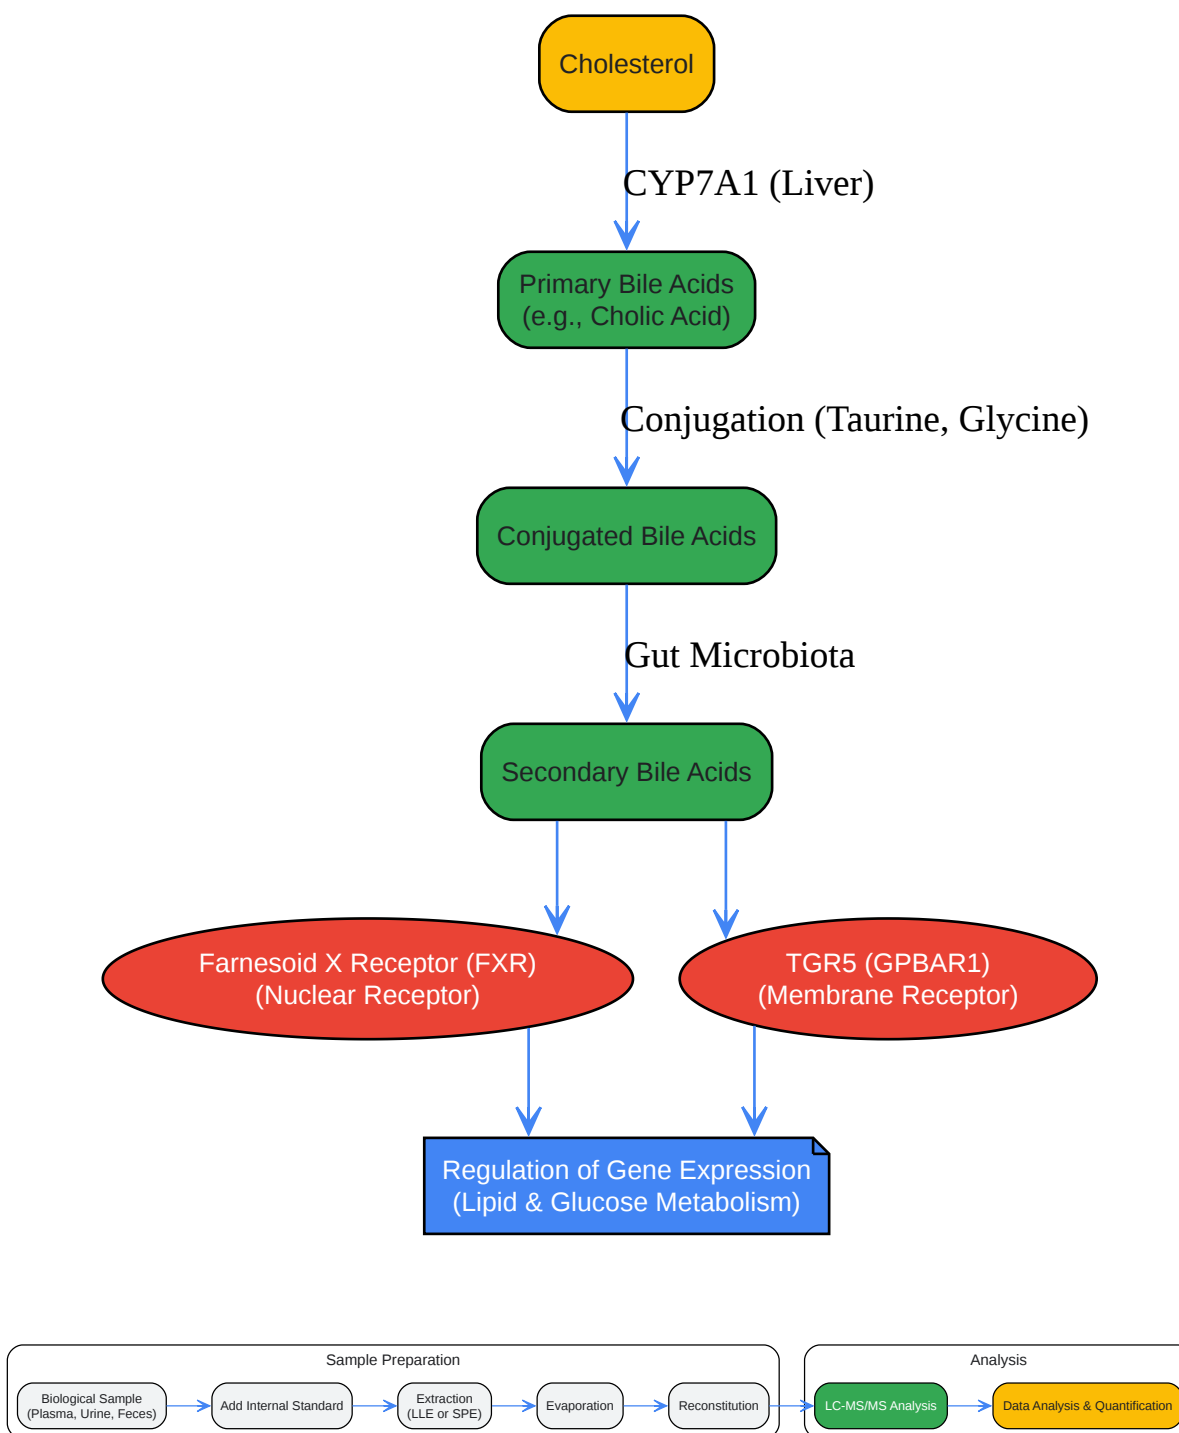 Cholesterol
CYP7A1 (Liver)
Primary Bile Acids
(e.g., Cholic Acid)
Conjugation (Taurine, Glycine)
Conjugated Bile Acids
Gut Microbiota
Secondary Bile Acids
Farnesoid X Receptor (FXR)
(Nuclear Receptor)
TGR5 (GPBAR1)
(Membrane Receptor)
Regulation of Gene Expression
(Lipid & Glucose Metabolism)
Sample Preparation
Biological Sample
(Plasma, Urine, Feces)
Add Internal Standard
Extraction
(LLE or SPE)
Evaporation
Reconstitution
Analysis
LC-MS/MS Analysis
Data Analysis & Quantification